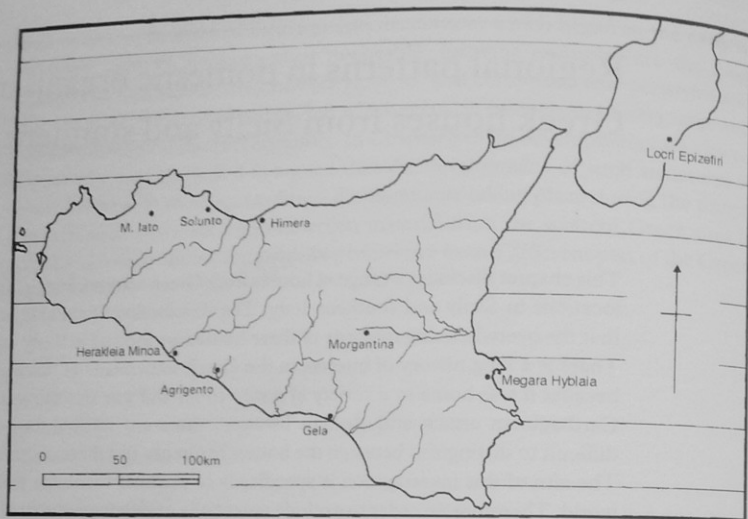 Locri Epizefiri
M. Iato
Solunto
Himera
Morgantina
Herakleia Minoa
Agrigento
Megara Hyblaia
Gela
0 50 100km